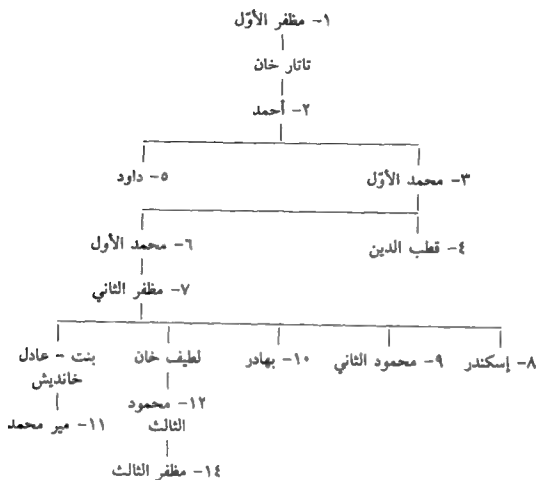 ١- مظفر الأوّل
تاتار خان
٢- أحمد
٣- محمد الأوّل
٥- داود
٤- قطب الدين
٦- محمد الأول
٧- مظفر الثاني
٨- إسكندر
٩- محمود الثاني
١٠- بهادر
لطيف خان
بنت - عادل
خانديش
١٢- محمود
الثالث
١١- مير محمد
١٤- مظفر الثالث